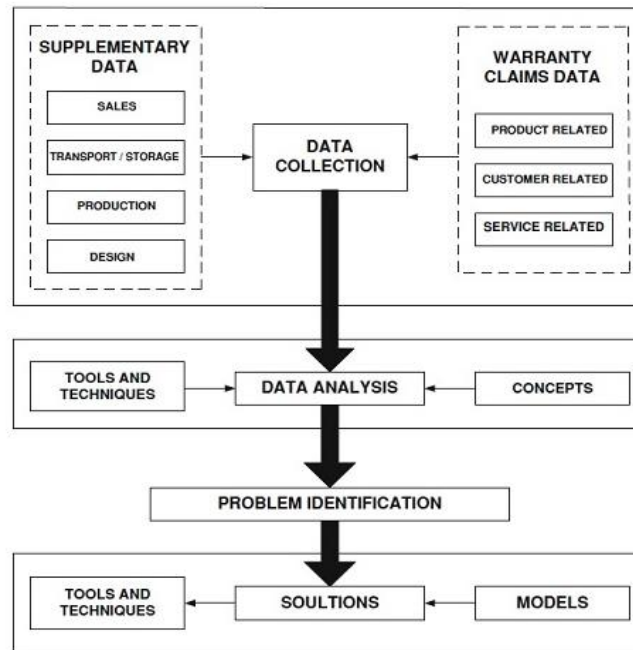 SUPPLEMENTARY
DATA
SALES
TRANSPORT / STORAGE
PRODUCTION
DESIGN
DATA
COLLECTION
WARRANTY
CLAIMS DATA
PRODUCT RELATED
CUSTOMER RELATED
SERVICE RELATED
TOOLS AND
TECHNIQUES
DATA ANALYSIS
CONCEPTS
PROBLEM IDENTIFICATION
TOOLS AND
TECHNIQUES
SOULTIONS
MODELS